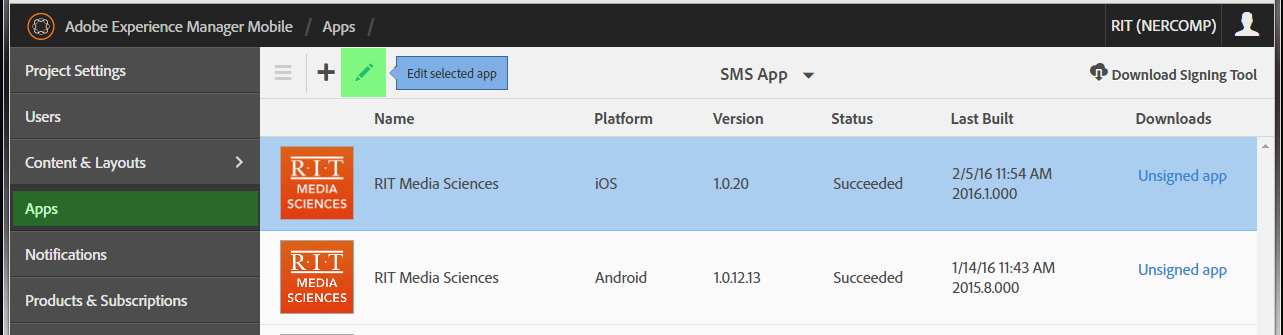 Adobe Experience Manager Mobile / Apps / RIT (NERCOMP)
Project Settings
Edit selected app
SMS App
Download Signing Tool
Users
Name Platform Version Status Last Built Downloads
Content & Layouts
R·I·T
MEDIA
SCIENCES
RIT Media Sciences iOS 1.0.20 Succeeded
2/5/16 11:54 AM
2016.1.000
Unsigned app
Apps
Notifications
R·I·T
MEDIA
SCIENCES
RIT Media Sciences Android 1.0.12.13 Succeeded
1/14/16 11:43 AM
2015.8.000
Unsigned app
Products & Subscriptions